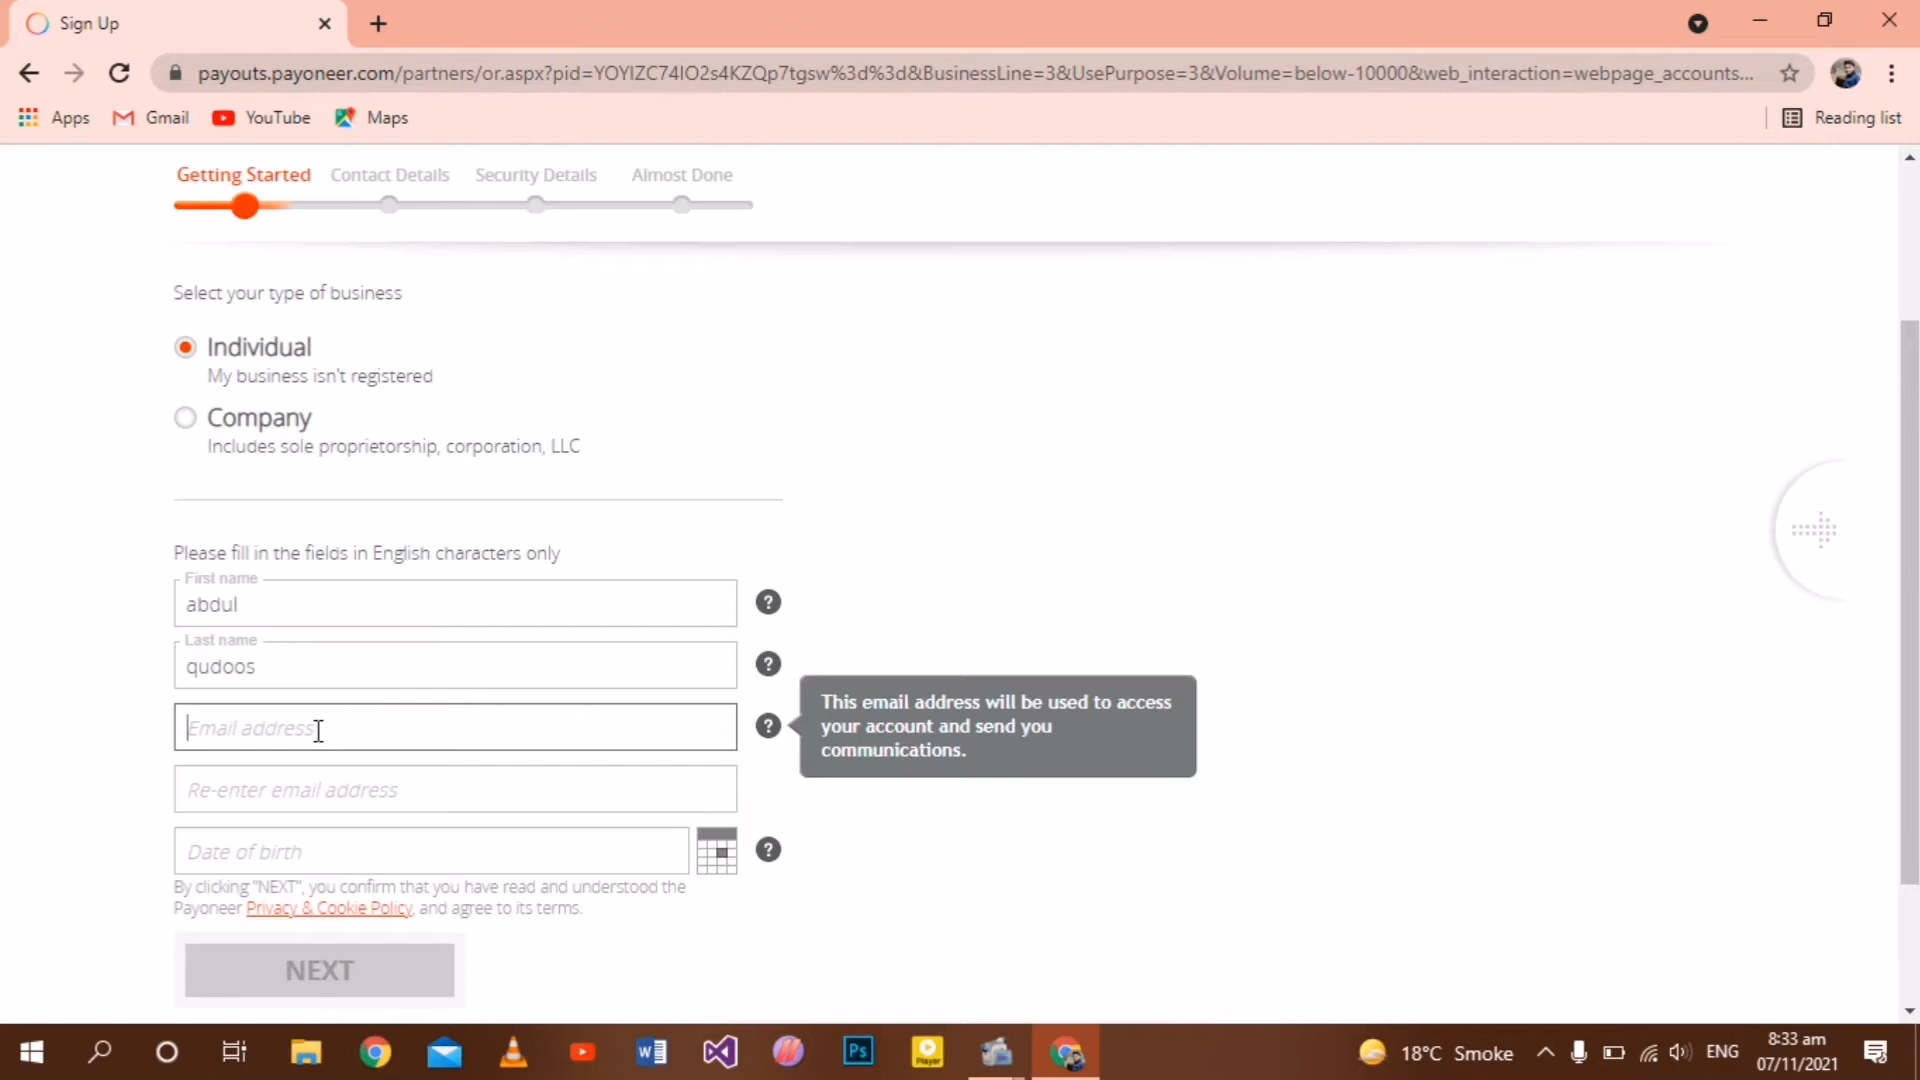 Sign Up
payouts.payoneer.com/partners/or.aspx?pid=YOYIZC74IO2s4KZQp7tgsw%3d%3d&BusinessLine=3&UsePurpose=3&Volume=below-10000&web_interaction=webpage_accounts...
Apps Gmail YouTube Maps Reading list
Getting Started Contact Details Security Details Almost Done
Select your type of business
Individual
My business isn't registered
Company
Includes sole proprietorship, corporation, LLC
Please fill in the fields in English characters only
First name
abdul
?
Last name
qudoos
?
Email address
?
This email address will be used to access
your account and send you
communications.
Re-enter email address
Date of birth
?
By clicking "NEXT", you confirm that you have read and understood the
Payoneer Privacy & Cookie Policy, and agree to its terms.
NEXT
Ps
Player
18°C Smoke
ENG
8:33 am
07/11/2021